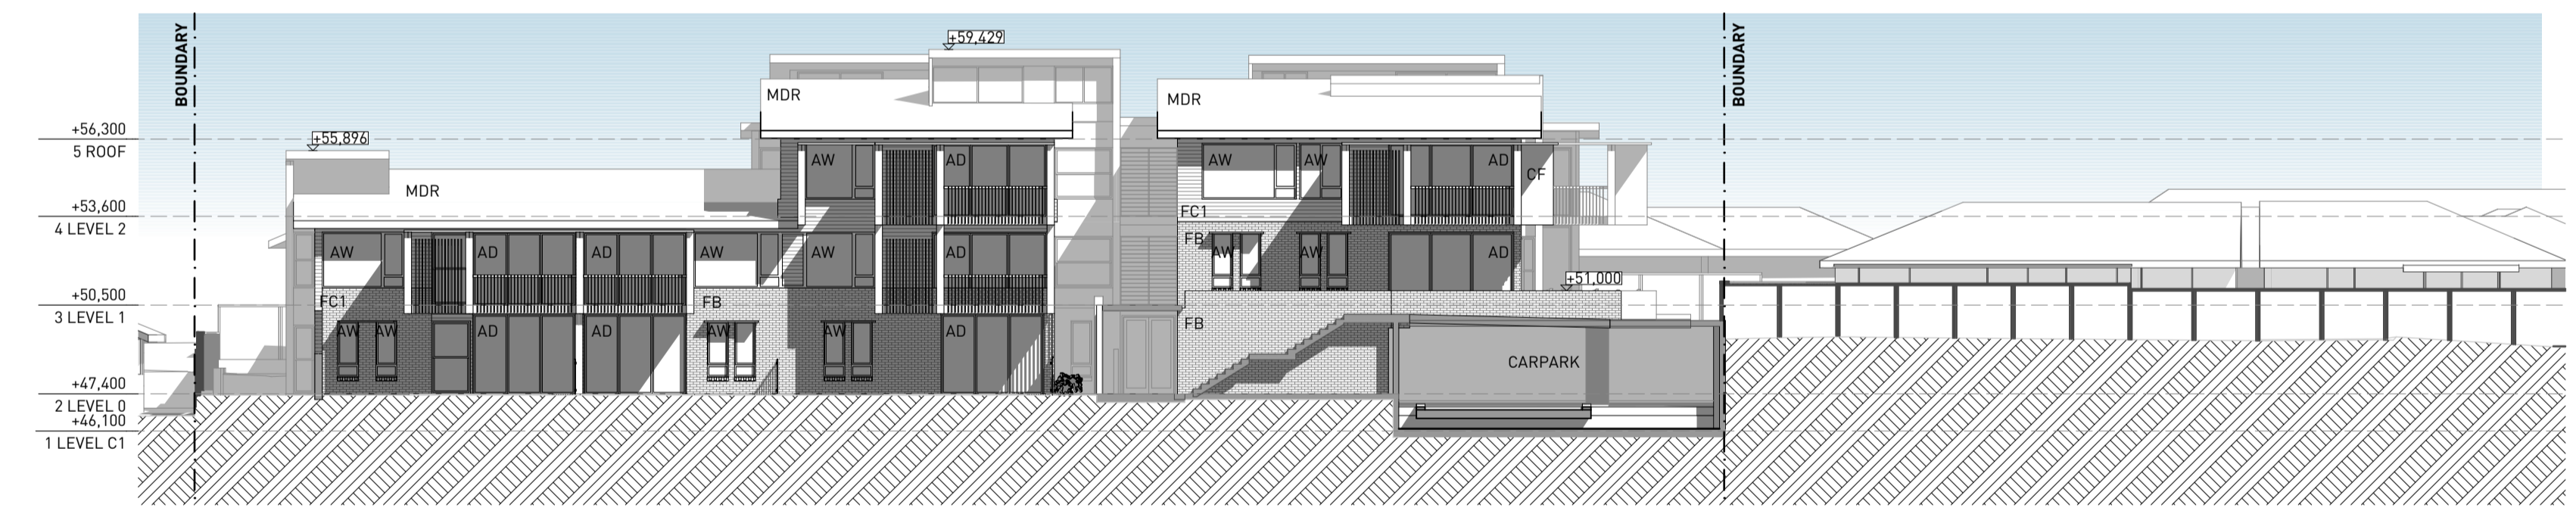 BOUNDARY
BOUNDARY
+59,429
MDR
MDR
+56,300
5 ROOF
+55,896
AW
AD
AW
AW
AD
CF
MDR
+53,600
4 LEVEL 2
FC1
FB
AW
AD
AD
AW
AW
AD
AW
AW
AD
+51,000
+50,500
3 LEVEL 1
FC1
FB
FB
AW
AW
AD
AD
AW
AW
AD
CARPARK
+47,400
2 LEVEL 0
+46,100
1 LEVEL C1